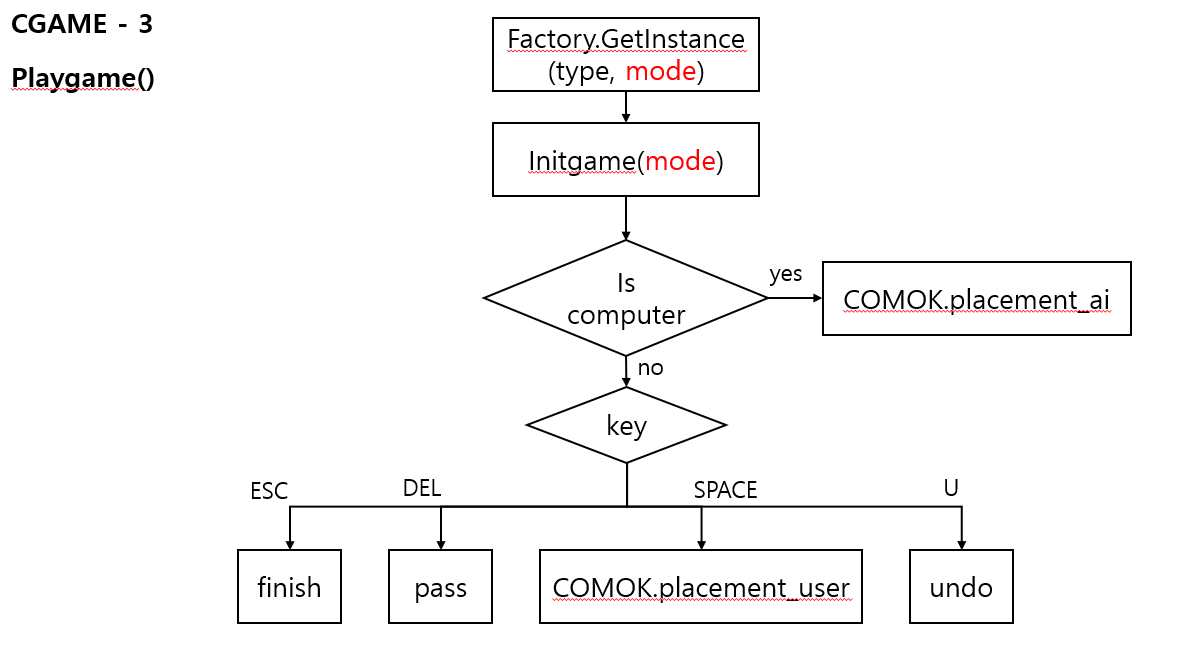 CGAME - 3
Playgame()
Factory.GetInstance
(type, mode)
Initgame(mode)
Is
computer
yes
COMOK.placement_ai
no
key
ESC
DEL
SPACE
U
finish
pass
COMOK.placement_user
undo